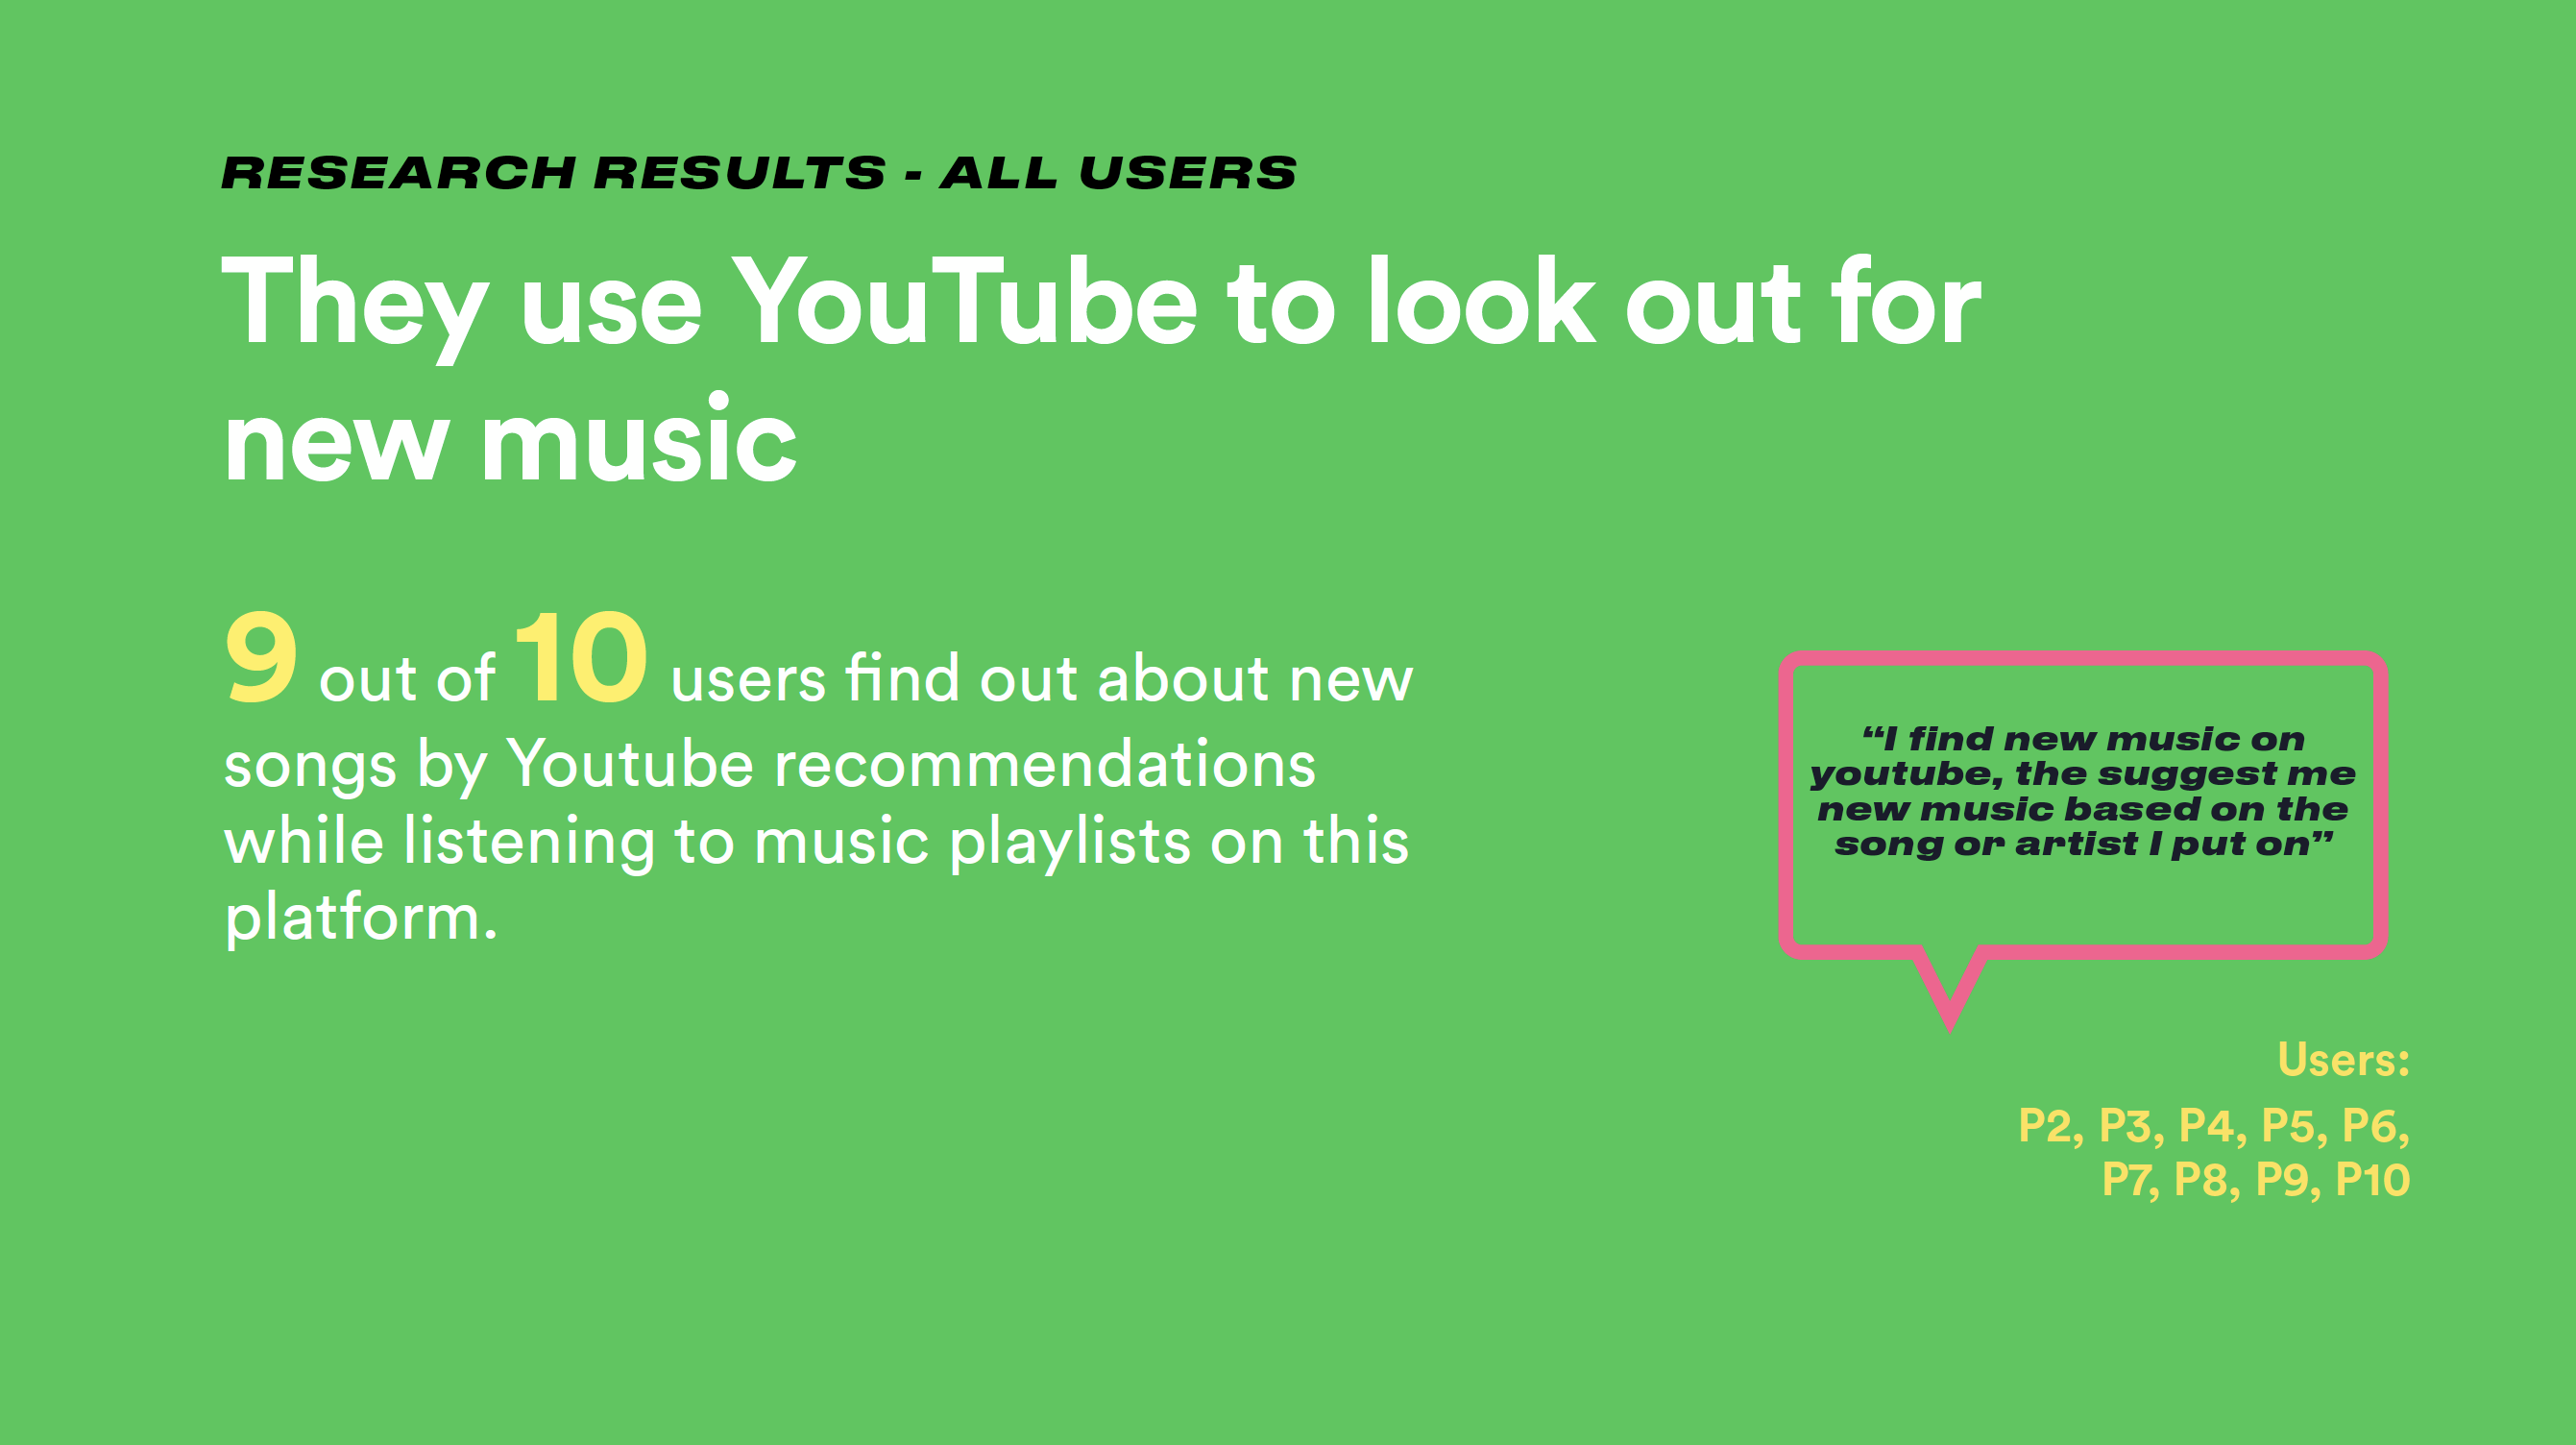 RESEARCH RESULTS - ALL USERS
They use YouTube to look out for
new music
9 out of 10 users find out about new
songs by Youtube recommendations
while listening to music playlists on this
platform.
“I find new music on
youtube, the suggest me
new music based on the
song or artist I put on”
Users:
P2, P3, P4, P5, P6,
P7, P8, P9, P10